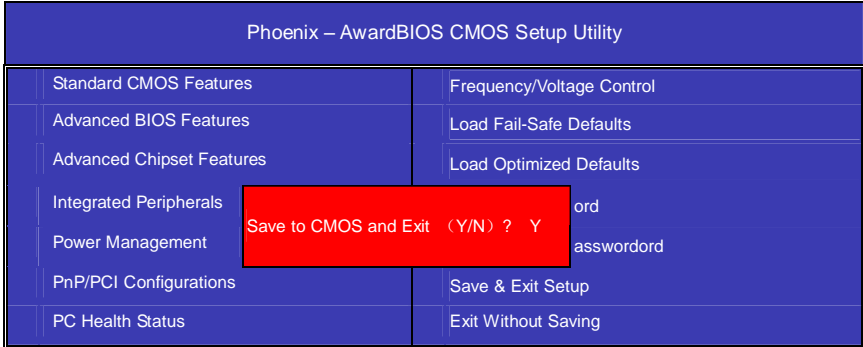 Phoenix – AwardBIOS CMOS Setup Utility
Standard CMOS Features
Advanced BIOS Features
Advanced Chipset Features
Integrated Peripherals
Power Management
PnP/PCI Configurations
PC Health Status
Frequency/Voltage Control
Load Fail-Safe Defaults
Load Optimized Defaults
ord
asswordord
Save & Exit Setup
Exit Without Saving
Save to CMOS and Exit （Y/N）? Y